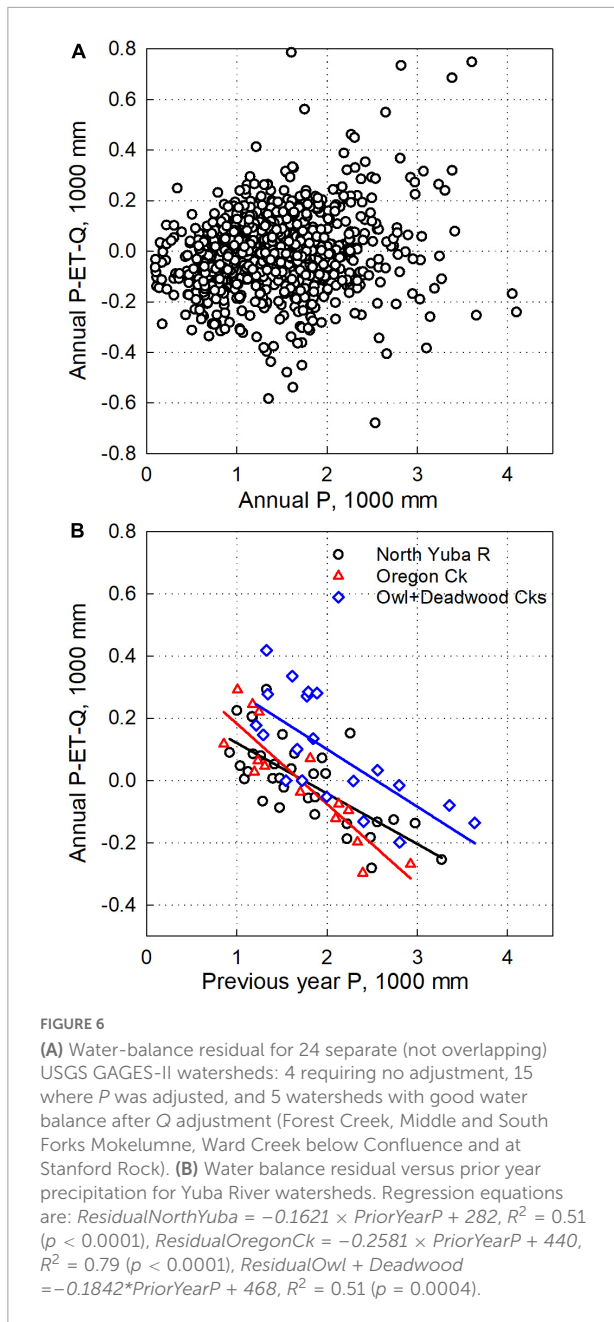 A
0.8
0.6
0.4
0.2
0.0
-0.2
-0.4
-0.6
-0.8
Annual P-ET-Q, 1000 mm
0 1 2 3 4
Annual P, 1000 mm
B
0.8
0.6
0.4
0.2
0.0
-0.2
-0.4
Annual P-ET-Q, 1000 mm
North Yuba R
Oregon Ck
Owl+Deadwood Cks
0 1 2 3 4
Previous year P, 1000 mm
FIGURE 6
(A) Water-balance residual for 24 separate (not overlapping)
USGS GAGES-II watersheds: 4 requiring no adjustment, 15
where P was adjusted, and 5 watersheds with good water
balance after Q adjustment (Forest Creek, Middle and South
Forks Mokelumne, Ward Creek below Confluence and at
Stanford Rock). (B) Water balance residual versus prior year
precipitation for Yuba River watersheds. Regression equations
are: ResidualNorthYuba = −0.1621 × PriorYearP + 282, R² = 0.51
(p < 0.0001), ResidualOregonCk = −0.2581 × PriorYearP + 440,
R² = 0.79 (p < 0.0001), ResidualOwl + Deadwood
=−0.1842*PriorYearP + 468, R² = 0.51 (p = 0.0004).